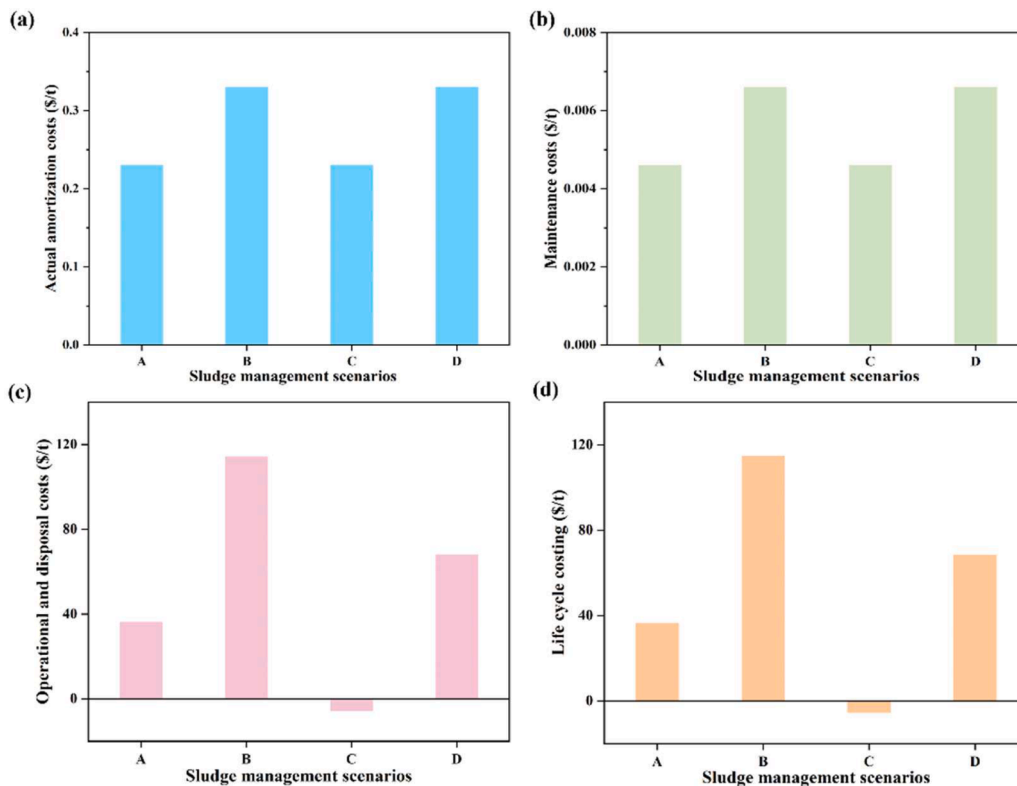 (a)
Actual amortization costs ($/t)
0.4
0.3
0.2
0.1
0.0
A B C D
Sludge management scenarios
(b)
Maintenance costs ($/t)
0.008
0.006
0.004
0.002
0.000
A B C D
Sludge management scenarios
(c)
Operational and disposal costs ($/t)
120
80
40
0
A B C D
Sludge management scenarios
(d)
Life cycle costing ($/t)
120
80
40
0
A B C D
Sludge management scenarios